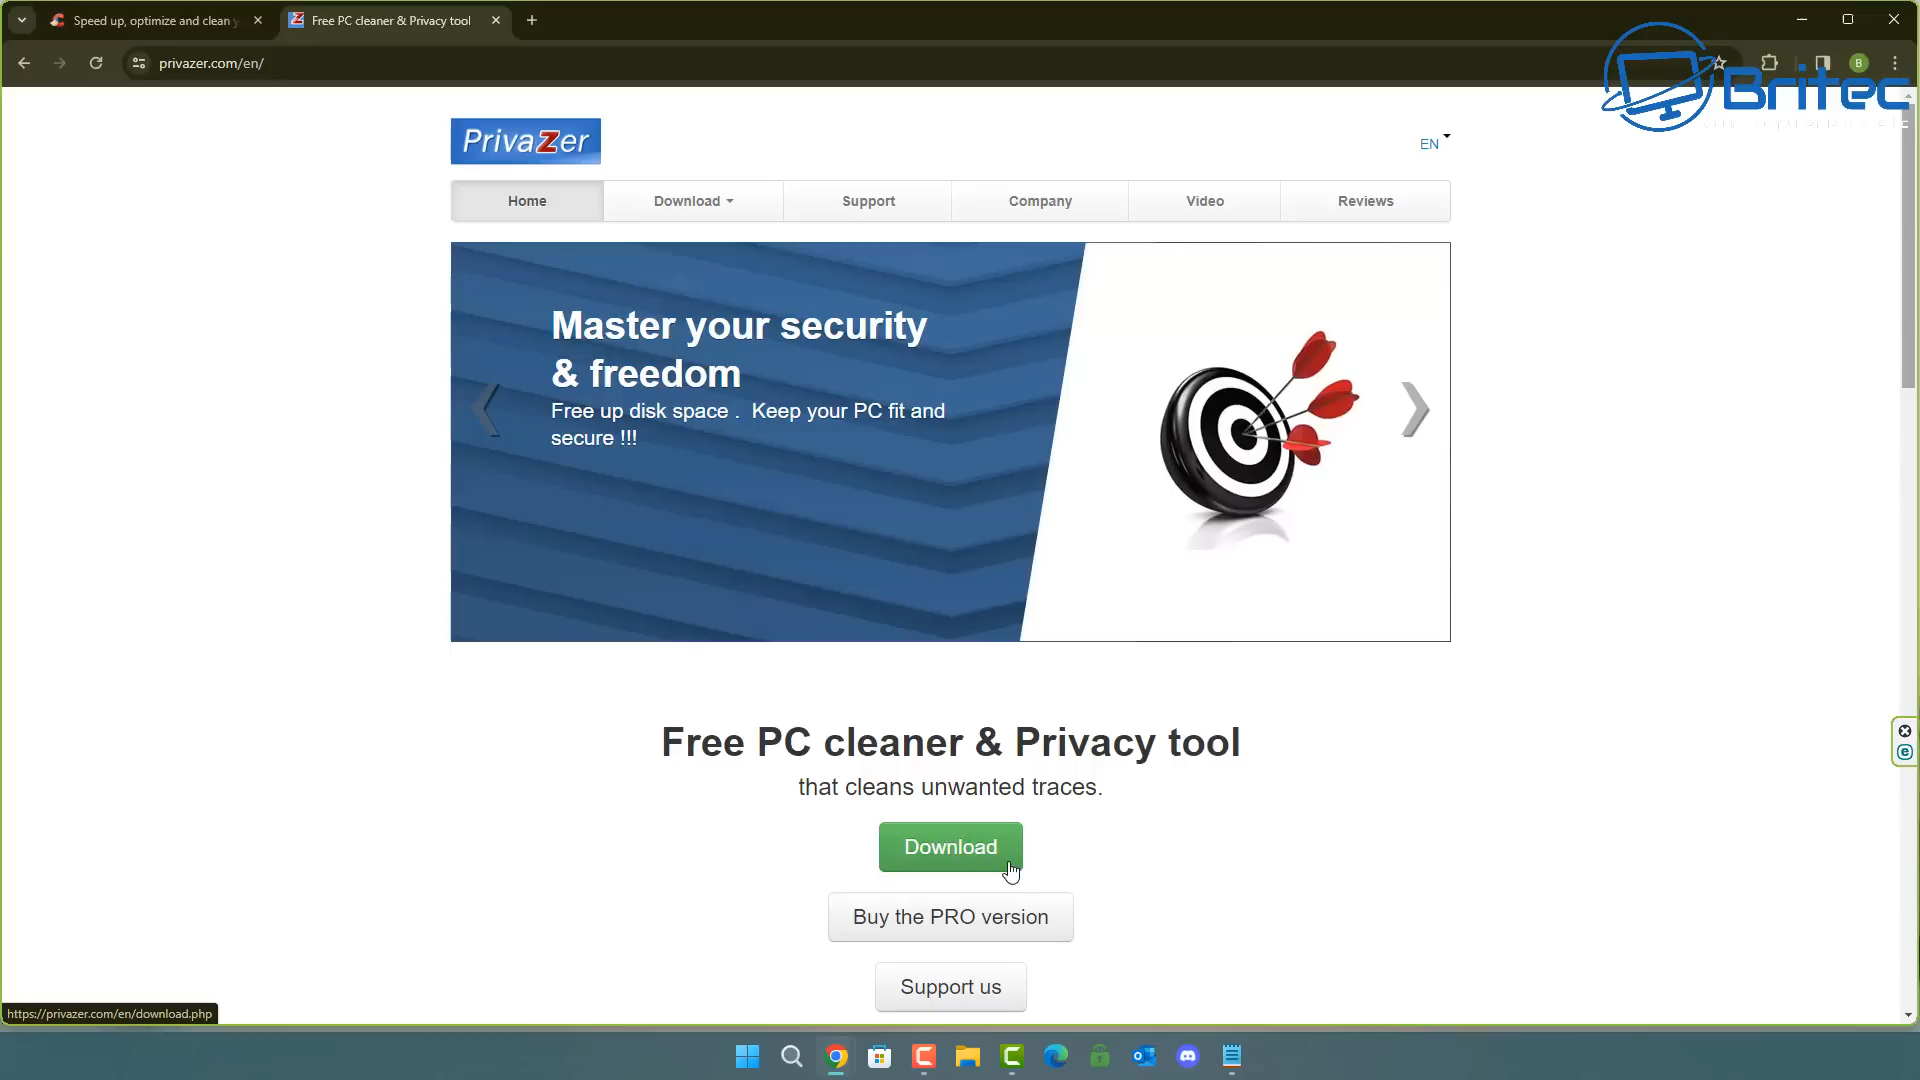 Speed up, optimize and clean y
Free PC cleaner & Privacy tool
privazer.com/en/
B
Britec
PrivaZer
EN
Home
Download
Support
Company
Video
Reviews
Master your security
& freedom
Free up disk space . Keep your PC fit and
secure !!!
Free PC cleaner & Privacy tool
that cleans unwanted traces.
Download
Buy the PRO version
Support us
https://privazer.com/en/download.php